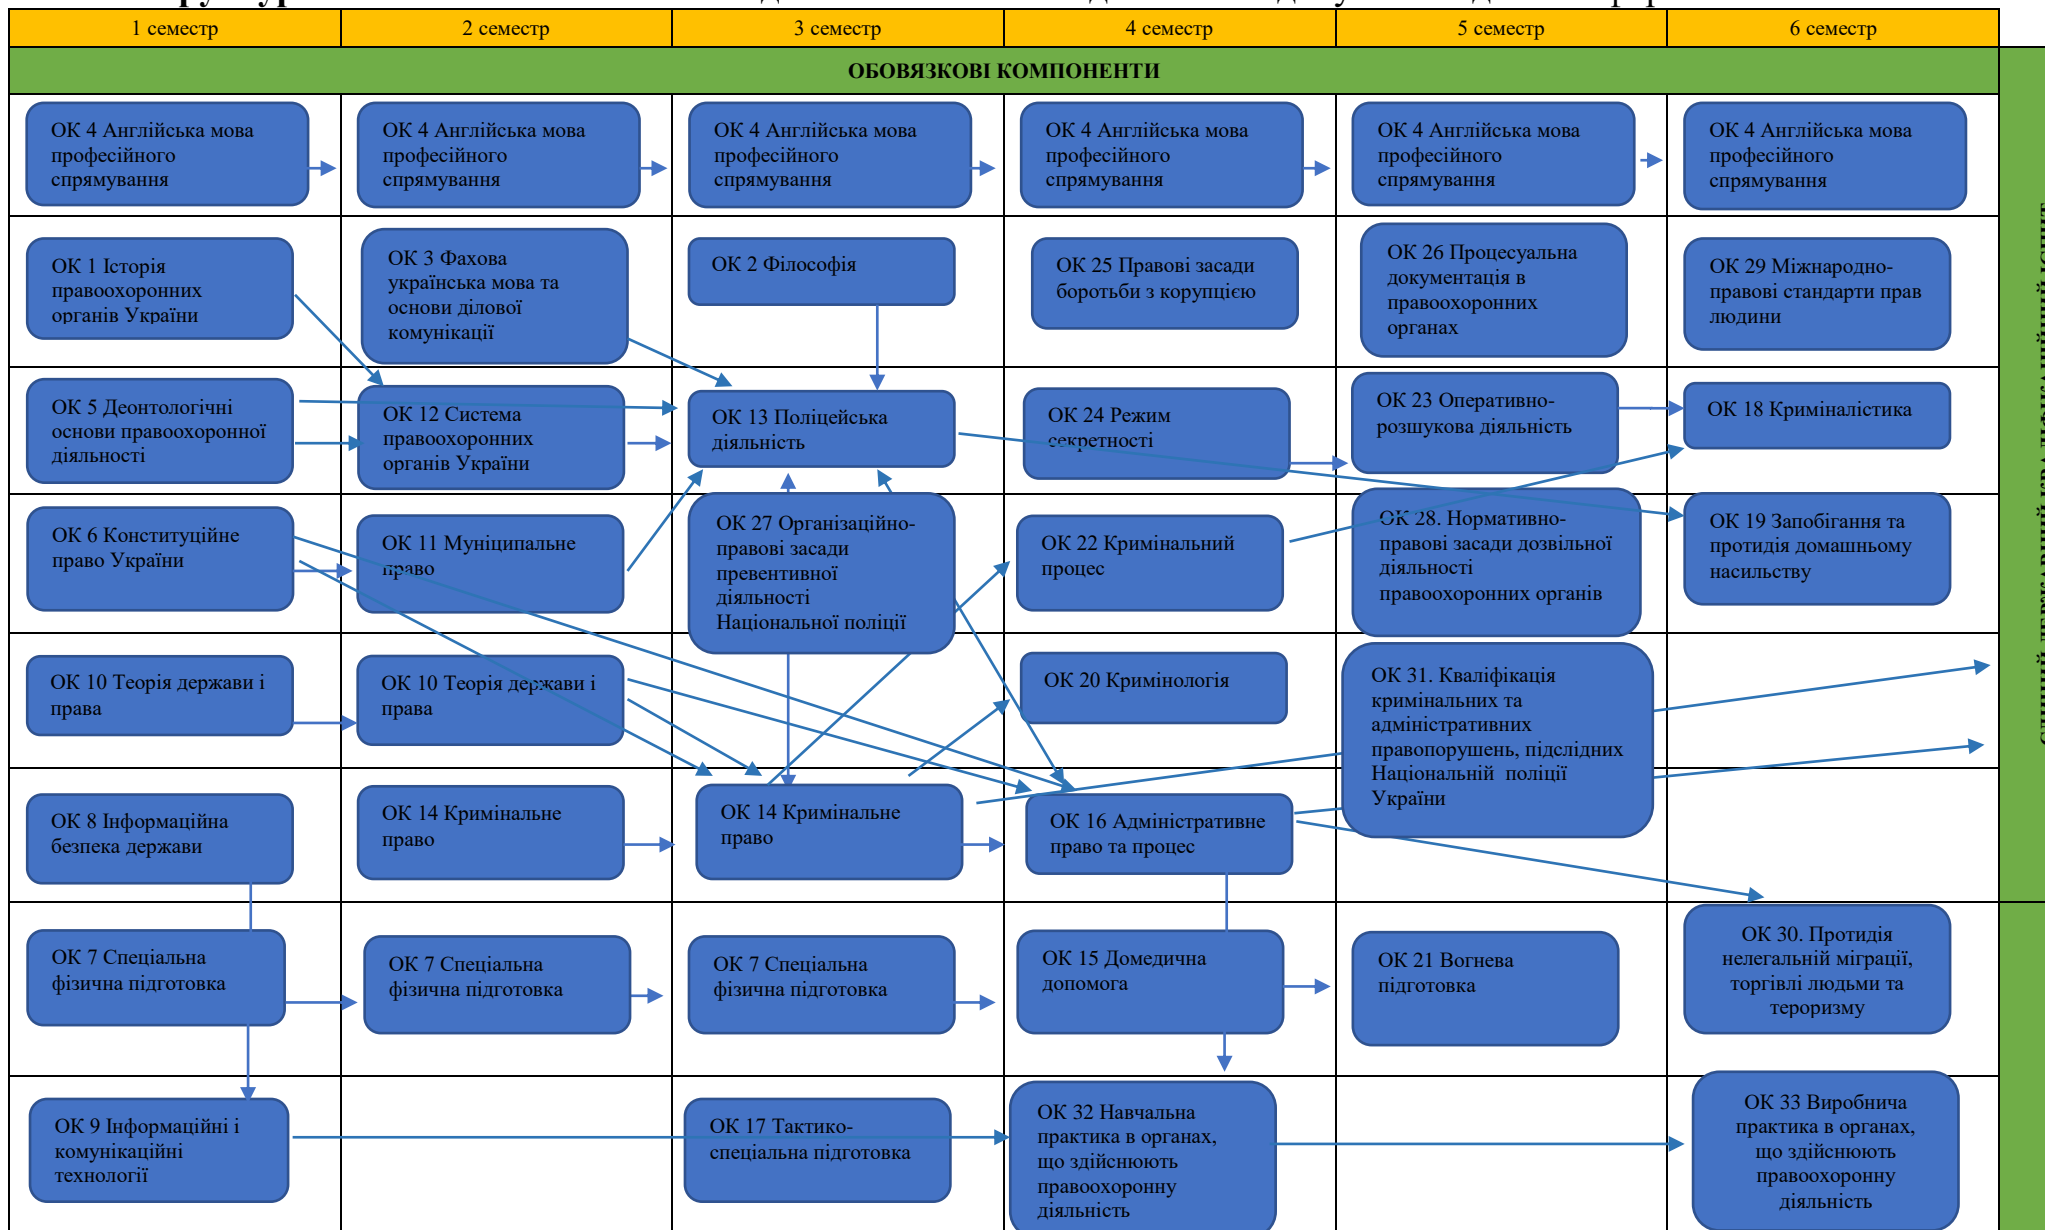 1 семестр
2 семестр
3 семестр
4 семестр
5 семестр
6 семестр
ОБОВЯЗКОВІ КОМПОНЕНТИ
ОК 4 Англійська мова
професійного
спрямування
ОК 4 Англійська мова
професійного
спрямування
ОК 4 Англійська мова
професійного
спрямування
ОК 4 Англійська мова
професійного
спрямування
ОК 4 Англійська мова
професійного
спрямування
ОК 4 Англійська мова
професійного
спрямування
ОК 1 Історія
правоохоронних
органів України
ОК 3 Фахова
українська мова та
основи ділової
комунікації
ОК 2 Філософія
ОК 25 Правові засади
боротьби з корупцією
ОК 26 Процесуальна
документація в
правоохоронних
органах
ОК 29 Міжнародно-
правові стандарти прав
людини
ОК 5 Деонтологічні
основи правоохоронної
діяльності
ОК 12 Система
правоохоронних
органів України
ОК 13 Поліцейська
діяльність
ОК 24 Режим
секретності
ОК 23 Оперативно-
розшукова діяльність
ОК 18 Криміналістика
ОК 6 Конституційне
право України
ОК 11 Муніципальне
право
ОК 27 Організаційно-
правові засади
превентивної
діяльності
Національної поліції
ОК 22 Кримінальний
процес
ОК 28. Нормативно-
правові засади дозвільної
діяльності
правоохоронних органів
ОК 19 Запобігання та
протидія домашньому
насильству
ОК 10 Теорія держави і
права
ОК 10 Теорія держави і
права
ОК 20 Кримінологія
ОК 31. Кваліфікація
кримінальних та
адміністративних
правопорушень, підслідних
Національній поліції
України
ОК 8 Інформаційна
безпека держави
ОК 14 Кримінальне
право
ОК 14 Кримінальне
право
ОК 16 Адміністративне
право та процес
ОК 7 Спеціальна
фізична підготовка
ОК 7 Спеціальна
фізична підготовка
ОК 7 Спеціальна
фізична підготовка
ОК 15 Домедична
допомога
ОК 21 Вогнева
підготовка
ОК 30. Протидія
нелегальній міграції,
торгівлі людьми та
тероризму
ОК 9 Інформаційні і
комунікаційні
технології
ОК 17 Тактико-
спеціальна підготовка
ОК 32 Навчальна
практика в органах,
що здійснюють
правоохоронну
діяльність
ОК 33 Виробнича
практика в органах,
що здійснюють
правоохоронну
діяльність